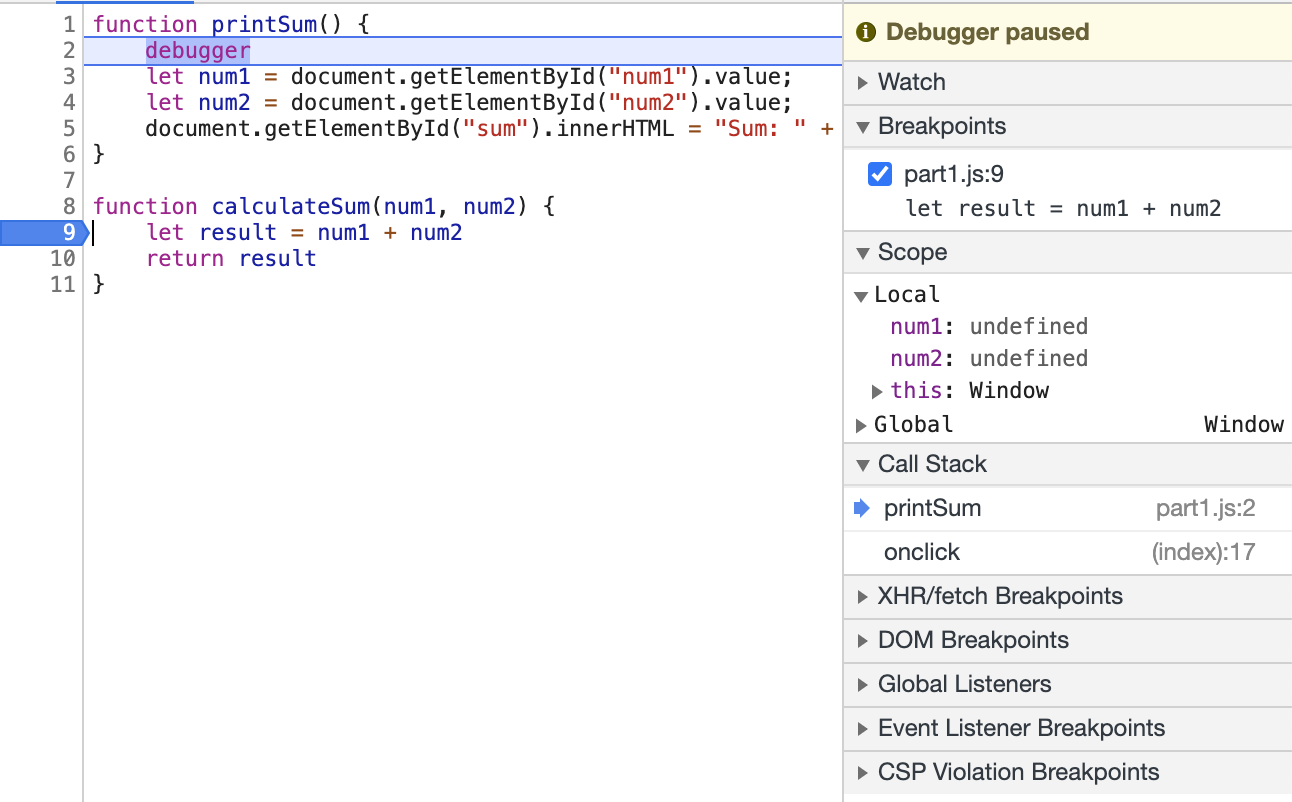 1 function printSum() {
2 debugger
3 let num1 = document.getElementById("num1").value;
4 let num2 = document.getElementById("num2").value;
5 document.getElementById("sum").innerHTML = "Sum: " +
6 }
7
8 function calculateSum(num1, num2) {
9 let result = num1 + num2
10 return result
11 }
Debugger paused
Watch
Breakpoints
part1.js:9
let result = num1 + num2
Scope
Local
num1: undefined
num2: undefined
this: Window
Global Window
Call Stack
printSum part1.js:2
onclick (index):17
XHR/fetch Breakpoints
DOM Breakpoints
Global Listeners
Event Listener Breakpoints
CSP Violation Breakpoints